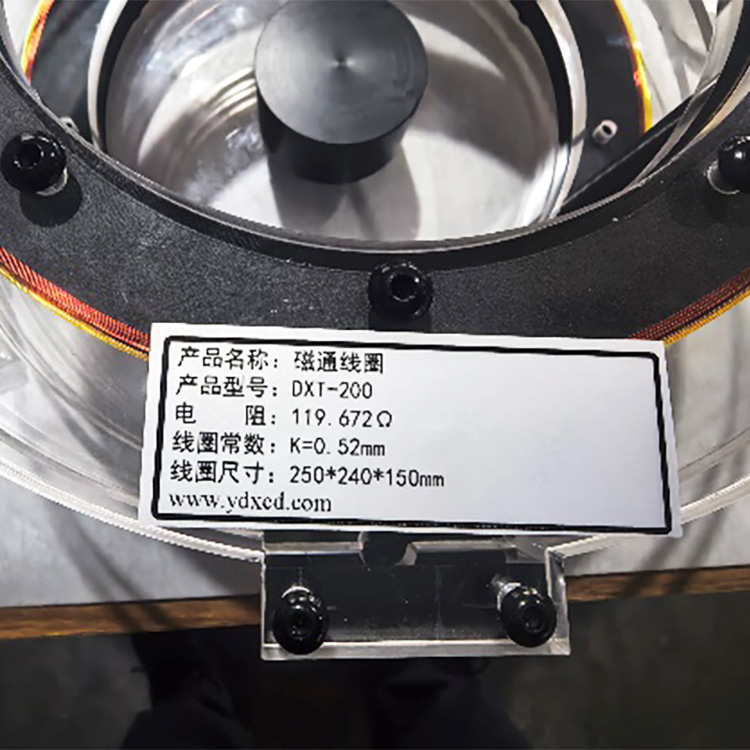 产品名称：磁通线圈
产品型号：DXT-200
电　　阻：119.672Ω
线圈常数：K=0.52mm
线圈尺寸：250*240*150mm
www.ydxcd.com